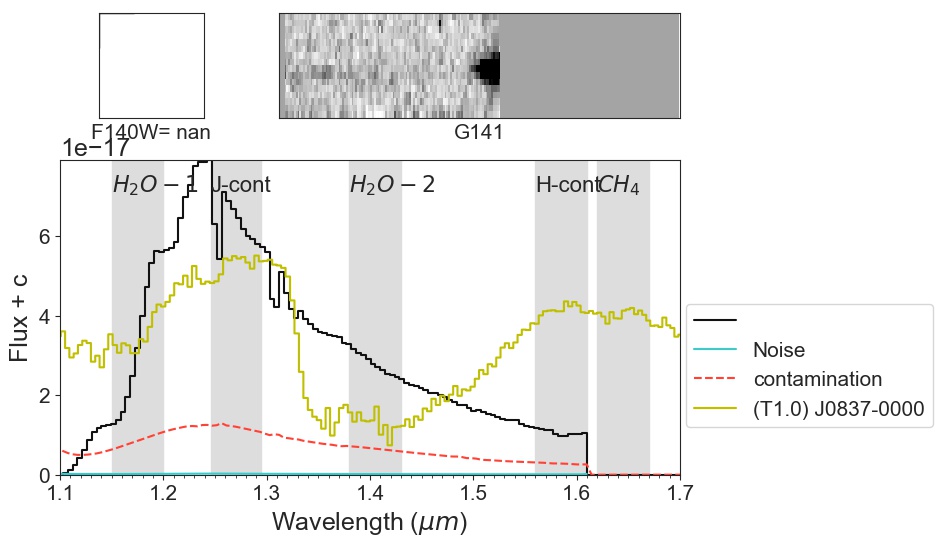 F140W= nan
G141
1e−17
H₂O − 1
J-cont
H₂O − 2
H-cont
CH₄
6
4
2
0
Flux + c
1.1 1.2 1.3 1.4 1.5 1.6 1.7
Wavelength (μm)
Noise
contamination
(T1.0) J0837-0000